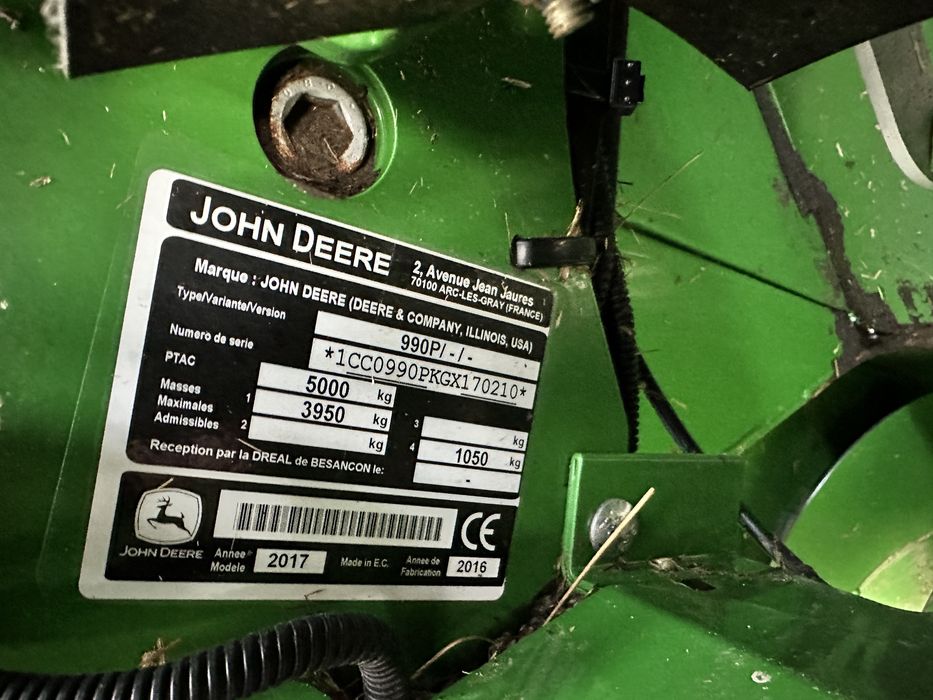 JOHN DEERE
2, Avenue Jean Jaures
70100 ARC-LES-GRAY (FRANCE)
Marque : JOHN DEERE (DEERE & COMPANY, ILLINOIS, USA)
Type/Variante/Version 990P/ - / -
Numero de serie *1CC0990PKGX170210*
PTAC 5000 kg
Masses 1 3950 kg 3 kg
Maximales
Admissibles 2 kg 4 1050 kg
Reception par la DREAL de BESANCON le: -
JOHN DEERE
CE
Annee Modele 2017 Made in E.C. Annee de Fabrication 2016